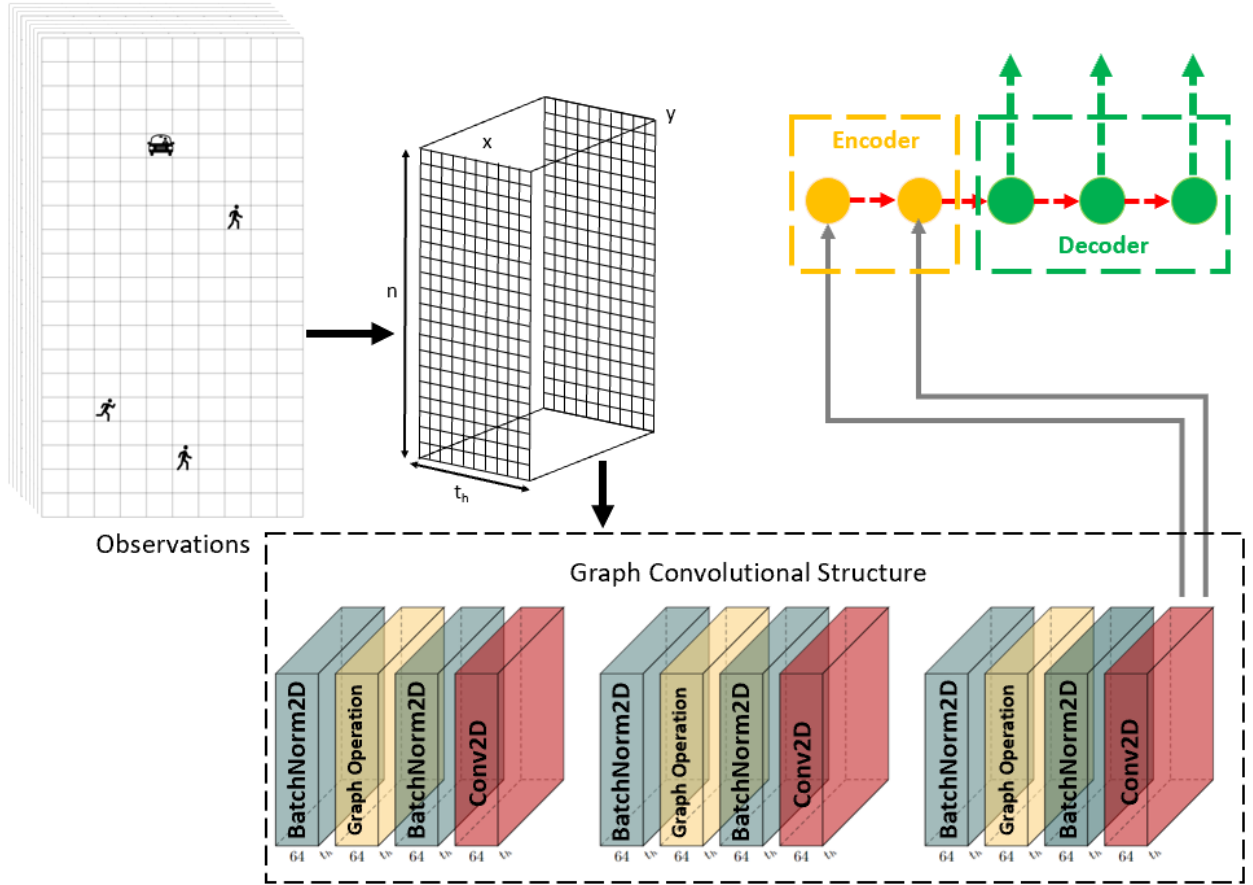 y
x
Encoder
Decoder
n
t_h
Observations
Graph Convolutional Structure
BatchNorm2D
Graph Operation
BatchNorm2D
Conv2D
BatchNorm2D
Graph Operation
BatchNorm2D
Conv2D
BatchNorm2D
Graph Operation
BatchNorm2D
Conv2D
64 t_h 64 t_h 64 t_h 64 t_h
64 t_h 64 t_h 64 t_h 64 t_h
64 t_h 64 t_h 64 t_h 64 t_h